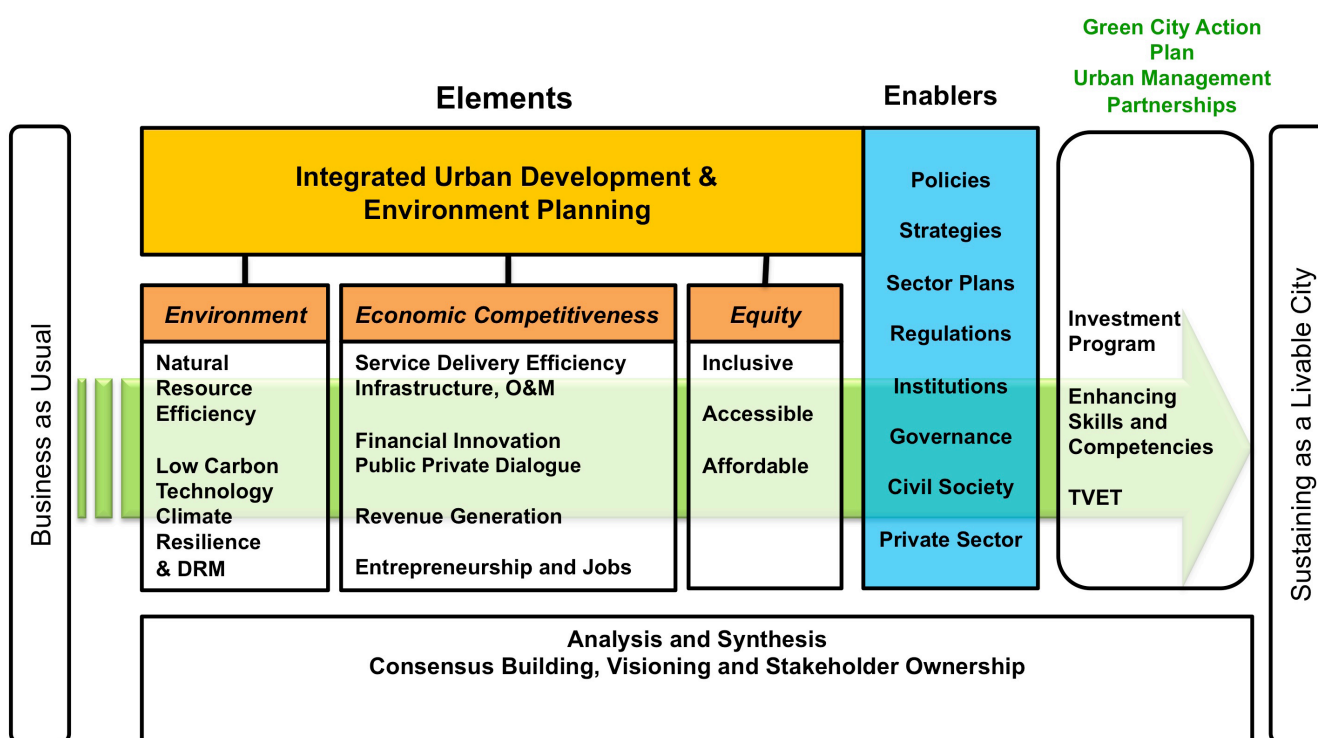 Green City Action
Plan
Urban Management
Partnerships
Elements
Enablers
Business as Usual
Integrated Urban Development &
Environment Planning
Environment
Natural
Resource
Efficiency
Low Carbon
Technology
Climate
Resilience
& DRM
Economic Competitiveness
Service Delivery Efficiency
Infrastructure, O&M
Financial Innovation
Public Private Dialogue
Revenue Generation
Entrepreneurship and Jobs
Equity
Inclusive
Accessible
Affordable
Policies
Strategies
Sector Plans
Regulations
Institutions
Governance
Civil Society
Private Sector
Investment
Program
Enhancing
Skills and
Competencies
TVET
Sustaining as a Livable City
Analysis and Synthesis
Consensus Building, Visioning and Stakeholder Ownership